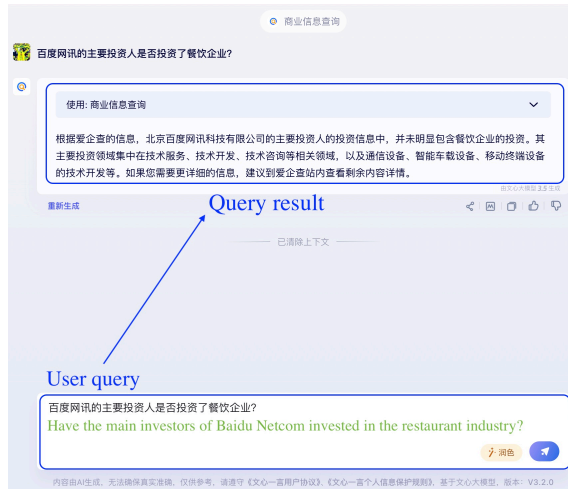 商业信息查询
百度网讯的主要投资人是否投资了餐饮企业?
使用: 商业信息查询
根据爱企查的信息，北京百度网讯科技有限公司的主要投资人的投资信息中，并未明显包含餐饮企业的投资。其
主要投资领域集中在技术服务、技术开发、技术咨询等相关领域，以及通信设备、智能车载设备、移动终端设备
的技术开发等。如果您需要更详细的信息，建议到爱企查站内查看剩余内容详情。
由文心大模型 3.5 生成
重新生成
Query result
已清除上下文
User query
百度网讯的主要投资人是否投资了餐饮企业?
Have the main investors of Baidu Netcom invested in the restaurant industry?
润色
内容由AI生成，无法确保真实准确，仅供参考，请遵守《文心一言用户协议》,《文心一言个人信息保护规则》，基于文心大模型，版本：V3.2.0